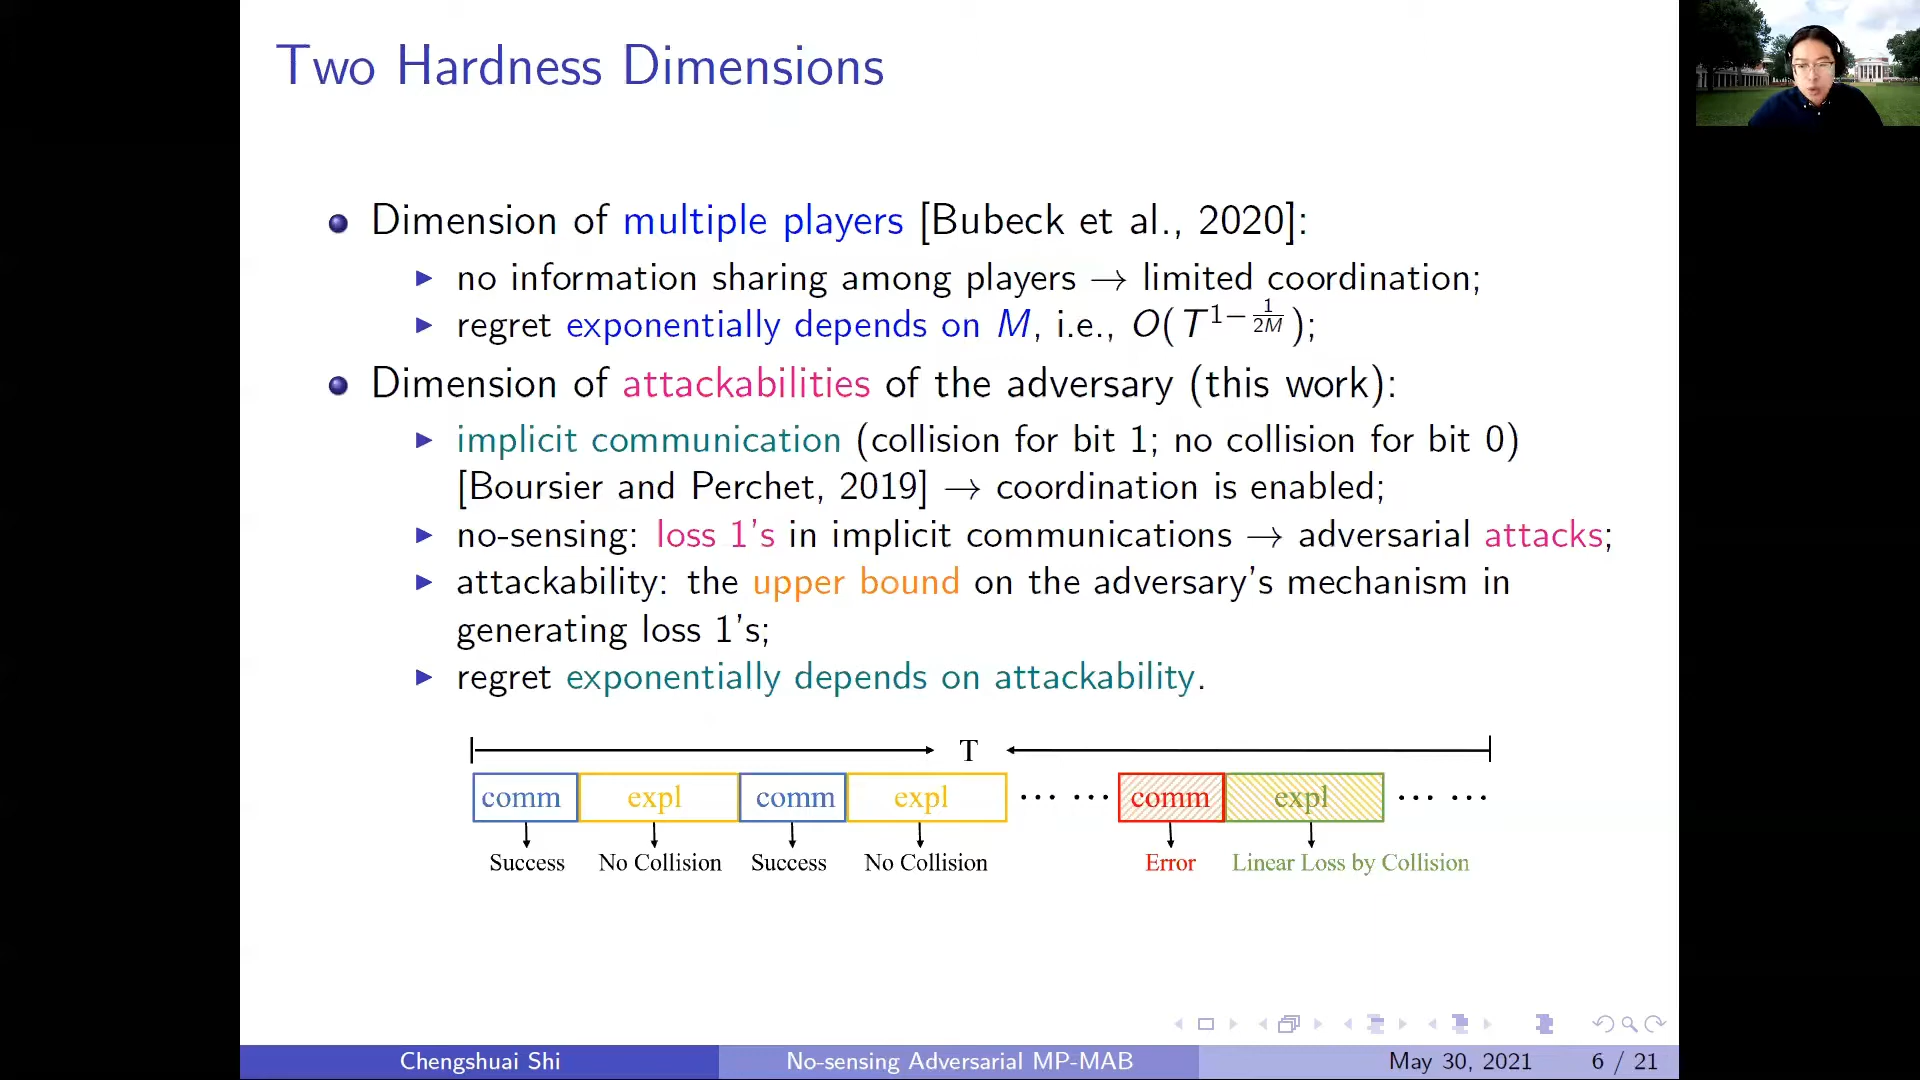 Two Hardness Dimensions
Dimension of multiple players [Bubeck et al., 2020]:
no information sharing among players → limited coordination;
regret exponentially depends on M, i.e., O(T^{1−\frac{1}{2M}});
Dimension of attackabilities of the adversary (this work):
implicit communication (collision for bit 1; no collision for bit 0)
[Boursier and Perchet, 2019] → coordination is enabled;
no-sensing: loss 1's in implicit communications → adversarial attacks;
attackability: the upper bound on the adversary's mechanism in
generating loss 1's;
regret exponentially depends on attackability.
T
comm expl comm expl ... ... comm expl ... ...
Success No Collision Success No Collision Error Linear Loss by Collision
Chengshuai Shi No-sensing Adversarial MP-MAB May 30, 2021 6 / 21